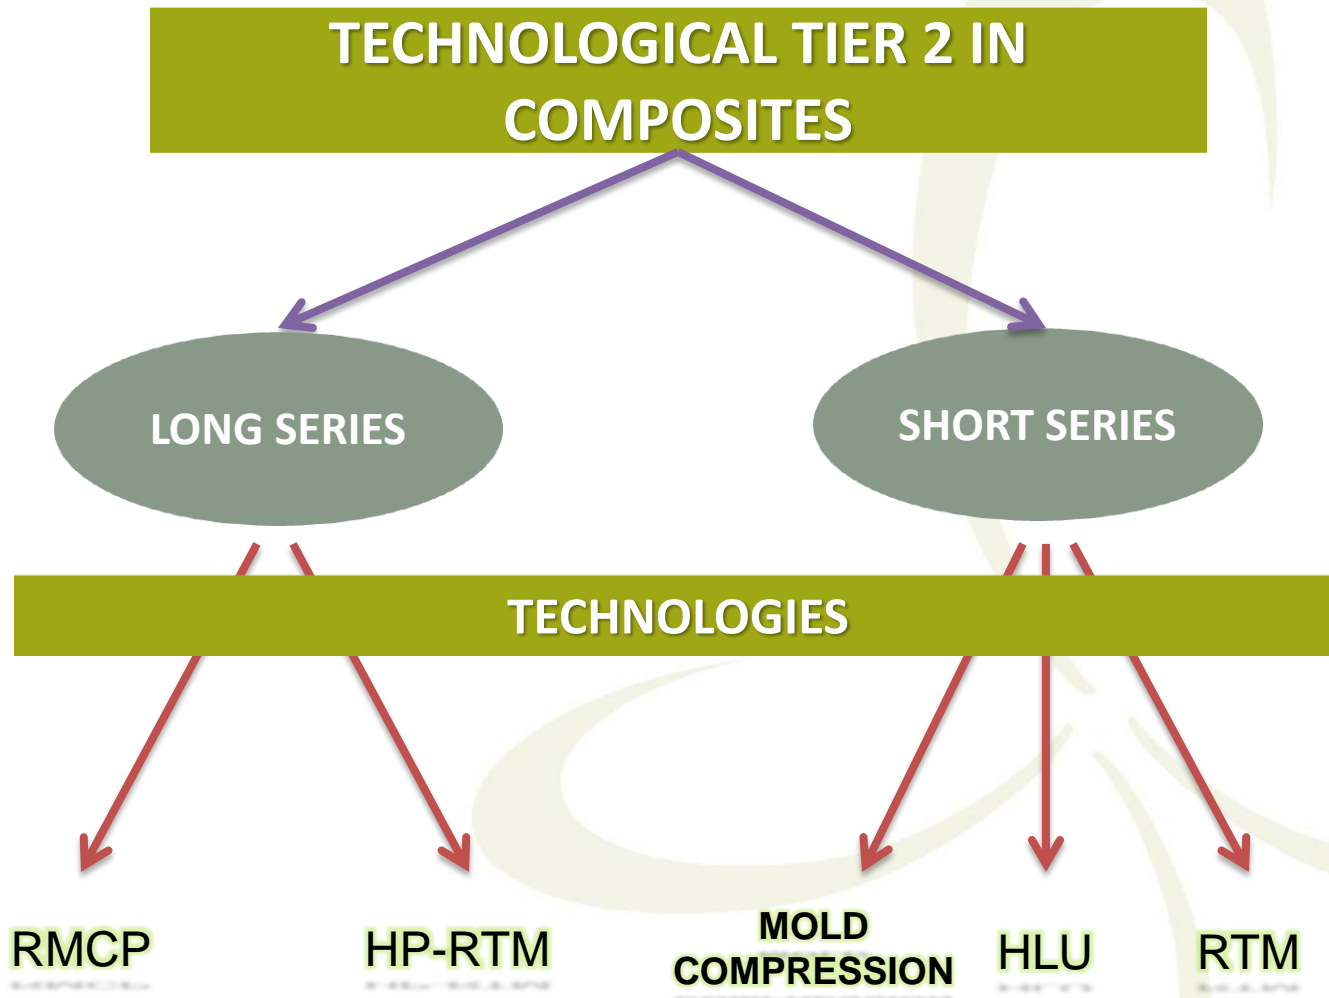 TECHNOLOGICAL TIER 2 IN
COMPOSITES
LONG SERIES
SHORT SERIES
TECHNOLOGIES
RMCP
HP-RTM
MOLD
COMPRESSION
HLU
RTM